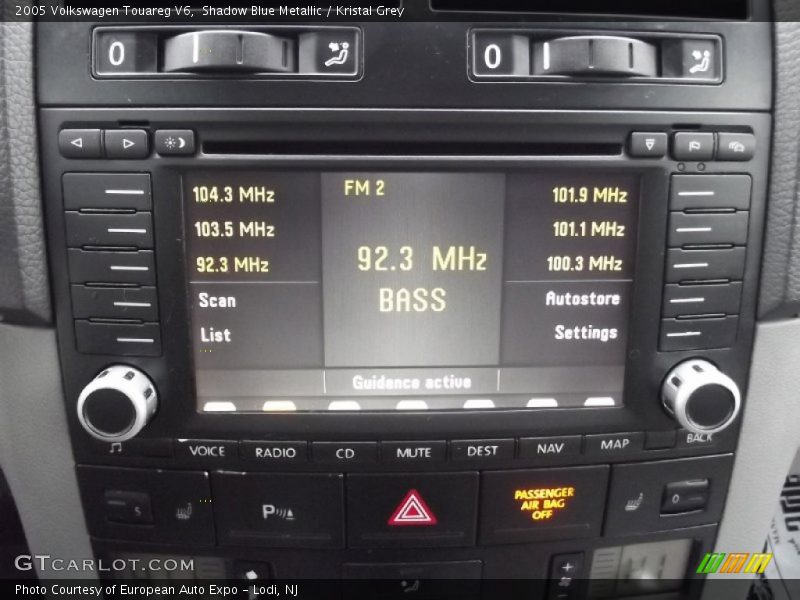 2005 Volkswagen Touareg V6, Shadow Blue Metallic / Kristal Grey
0
0
104.3 MHz
FM 2
101.9 MHz
103.5 MHz
101.1 MHz
92.3 MHz
92.3 MHz
100.3 MHz
BASS
Scan
Autostore
List
Settings
Guidence active
VOICE RADIO CD MUTE DEST NAV MAP BACK
5
P
PASSENGER
AIR BAG
OFF
0
GTCARLOT.COM
Photo Courtesy of European Auto Expo - Lodi, NJ